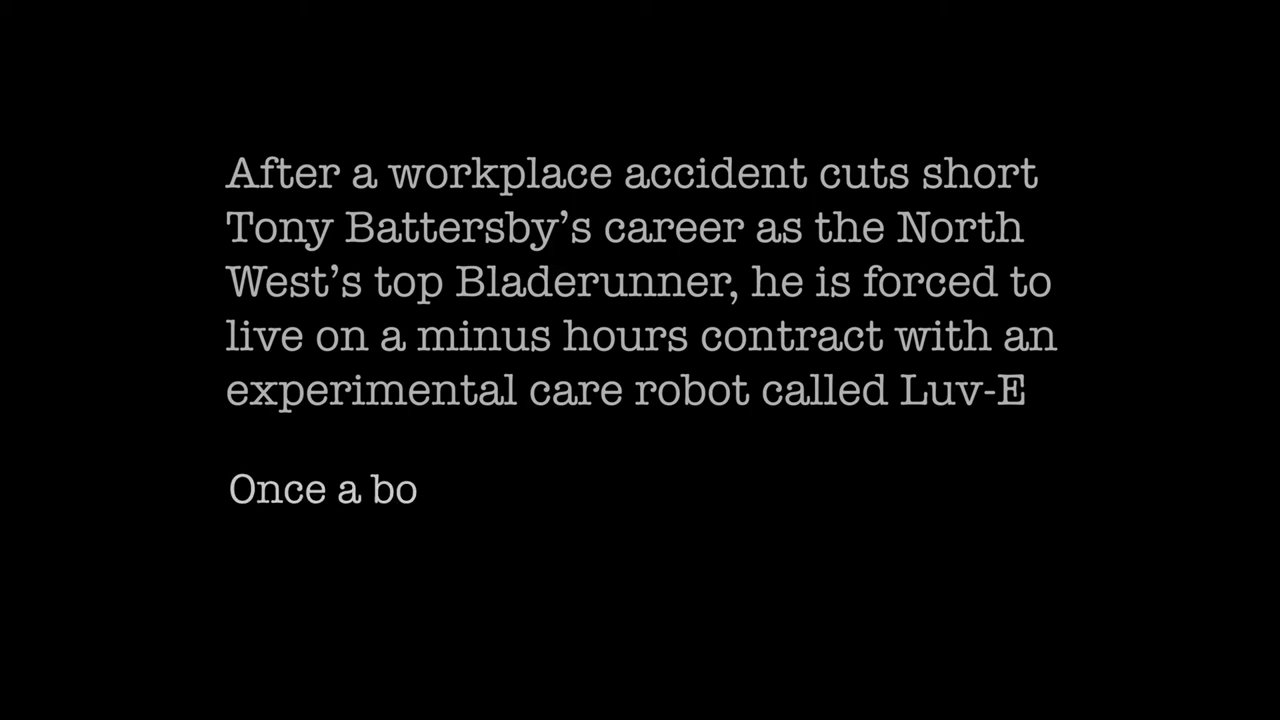 After a workplace accident cuts short
Tony Battersby’s career as the North
West’s top Bladerunner, he is forced to
live on a minus hours contract with an
experimental care robot called Luv-E
Once a bo